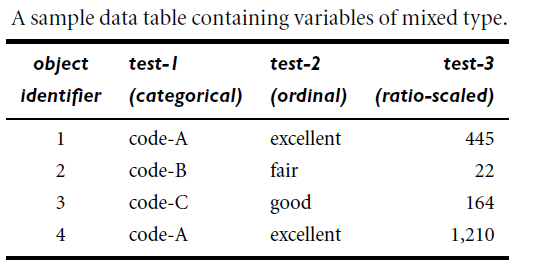 A sample data table containing variables of mixed type.
object test-1 test-2 test-3
identifier (categorical) (ordinal) (ratio-scaled)
1 code-A excellent 445
2 code-B fair 22
3 code-C good 164
4 code-A excellent 1,210